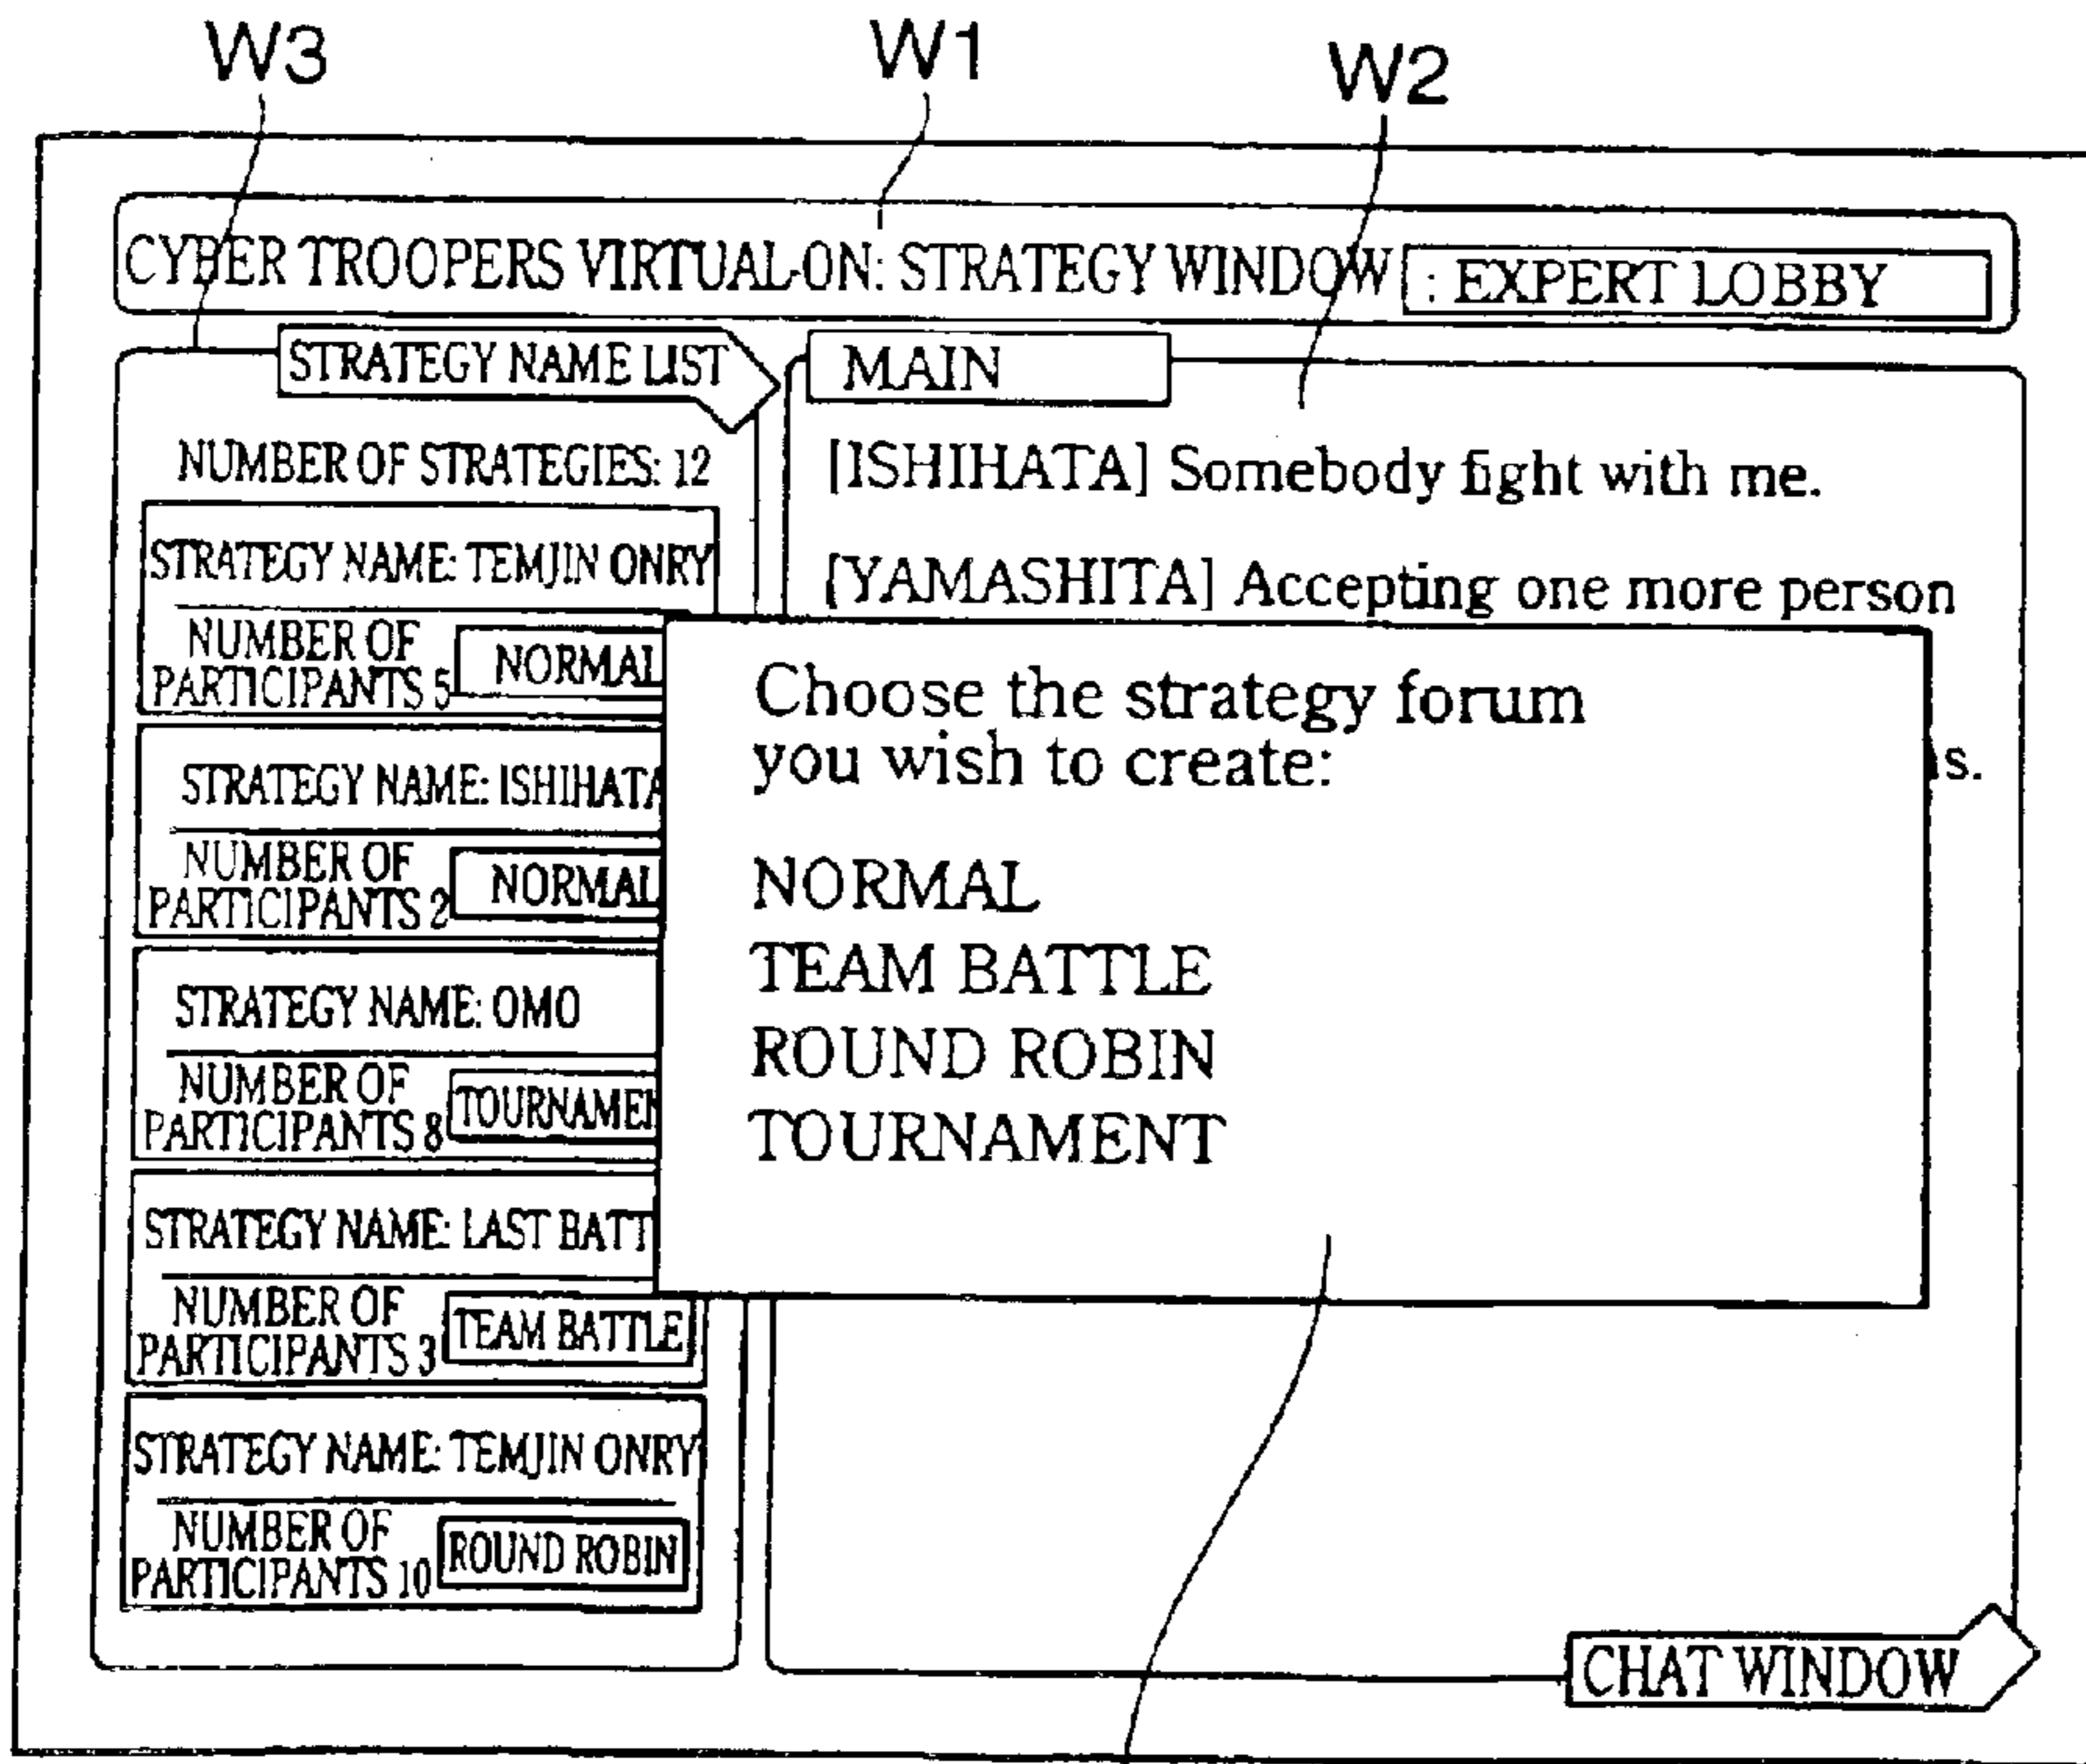 W3
W1
W2
CYBER TROOPERS VIRTUAL-ON: STRATEGY WINDOW : EXPERT LOBBY
STRATEGY NAME LIST
NUMBER OF STRATEGIES: 12
STRATEGY NAME: TEMJIN ONRY
NUMBER OF
PARTICIPANTS 5
NORMAL
STRATEGY NAME: ISHIHATA
NUMBER OF
PARTICIPANTS 2
NORMAL
STRATEGY NAME: OMO
NUMBER OF
PARTICIPANTS 8
TOURNAMEN
STRATEGY NAME: LAST BATT
NUMBER OF
PARTICIPANTS 3
TEAM BATTLE
STRATEGY NAME: TEMJIN ONRY
NUMBER OF
PARTICIPANTS 10
ROUND ROBIN
MAIN
[ISHIHATA] Somebody fight with me.
[YAMASHITA] Accepting one more person
s.
Choose the strategy forum
you wish to create:
NORMAL
TEAM BATTLE
ROUND ROBIN
TOURNAMENT
CHAT WINDOW